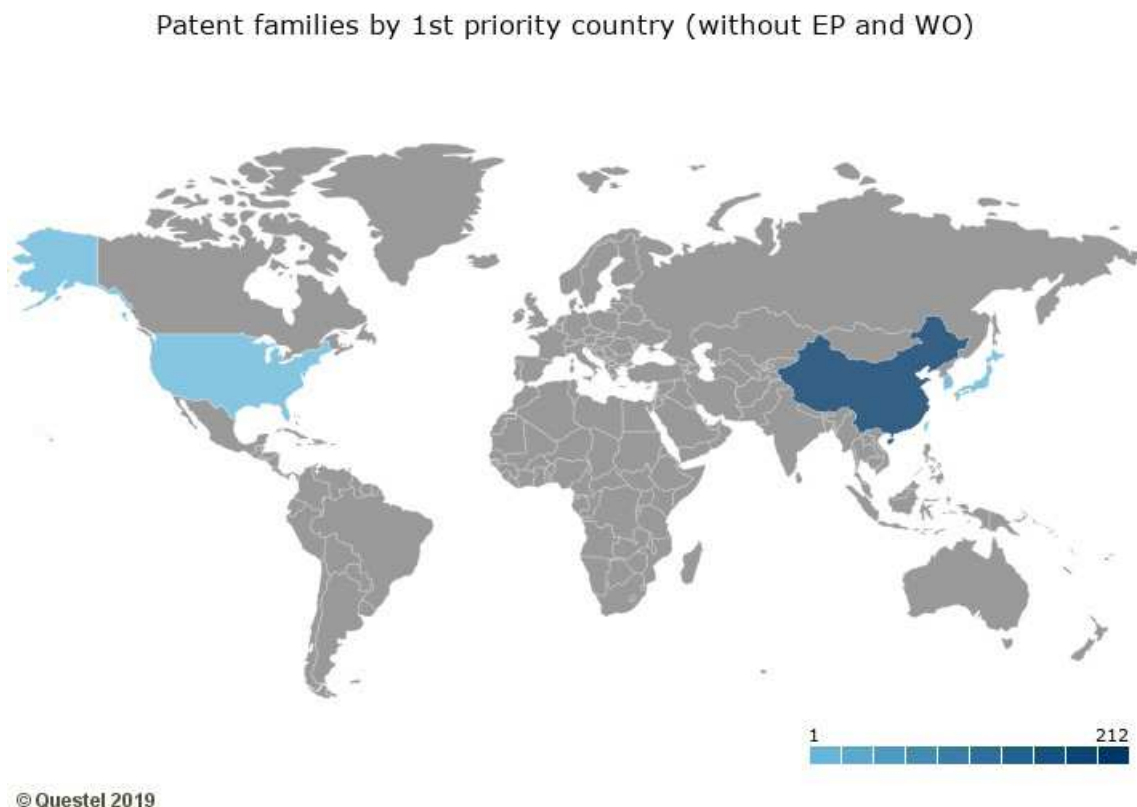 Patent families by 1st priority country (without EP and WO)
1 212
© Questel 2019